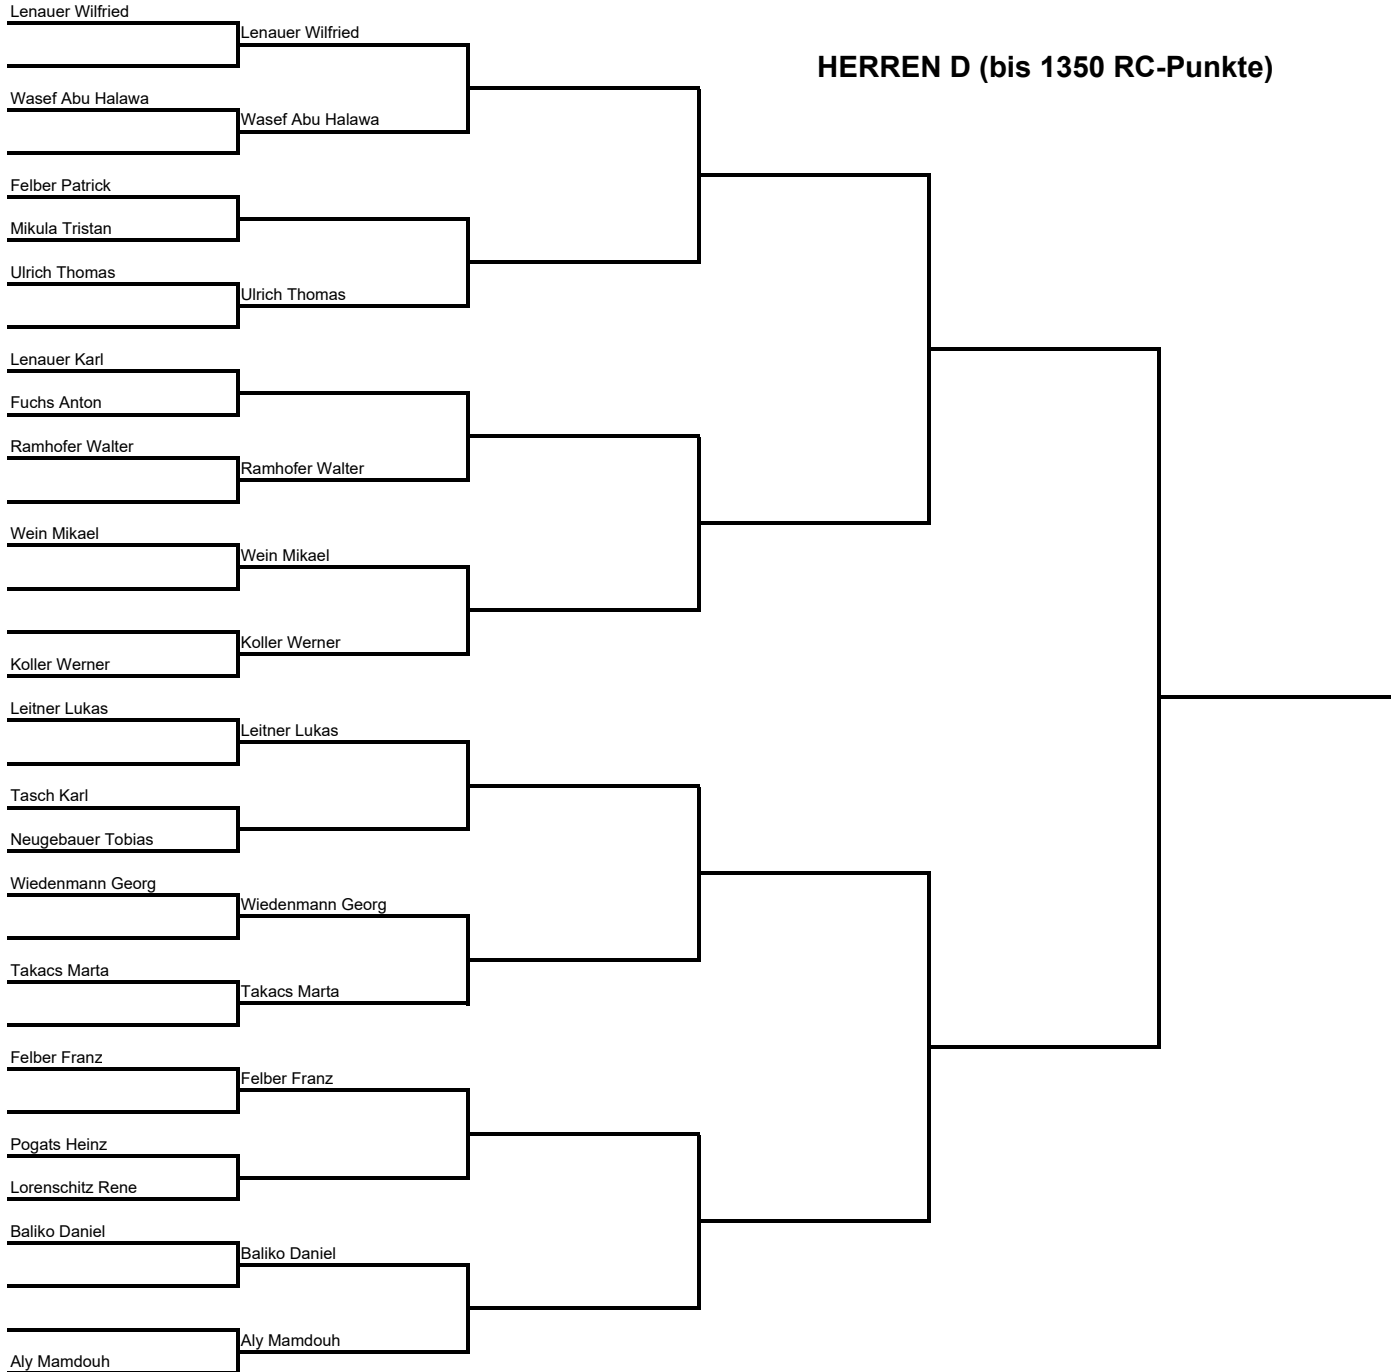 HERREN D (bis 1350 RC-Punkte)
Lenauer Wilfried
Wasef Abu Halawa
Felber Patrick
Mikula Tristan
Ulrich Thomas
Lenauer Karl
Fuchs Anton
Ramhofer Walter
Wein Mikael
Koller Werner
Leitner Lukas
Tasch Karl
Neugebauer Tobias
Wiedenmann Georg
Takacs Marta
Felber Franz
Pogats Heinz
Lorenschitz Rene
Baliko Daniel
Aly Mamdouh
Lenauer Wilfried
Wasef Abu Halawa
Ulrich Thomas
Ramhofer Walter
Wein Mikael
Koller Werner
Leitner Lukas
Wiedenmann Georg
Takacs Marta
Felber Franz
Baliko Daniel
Aly Mamdouh